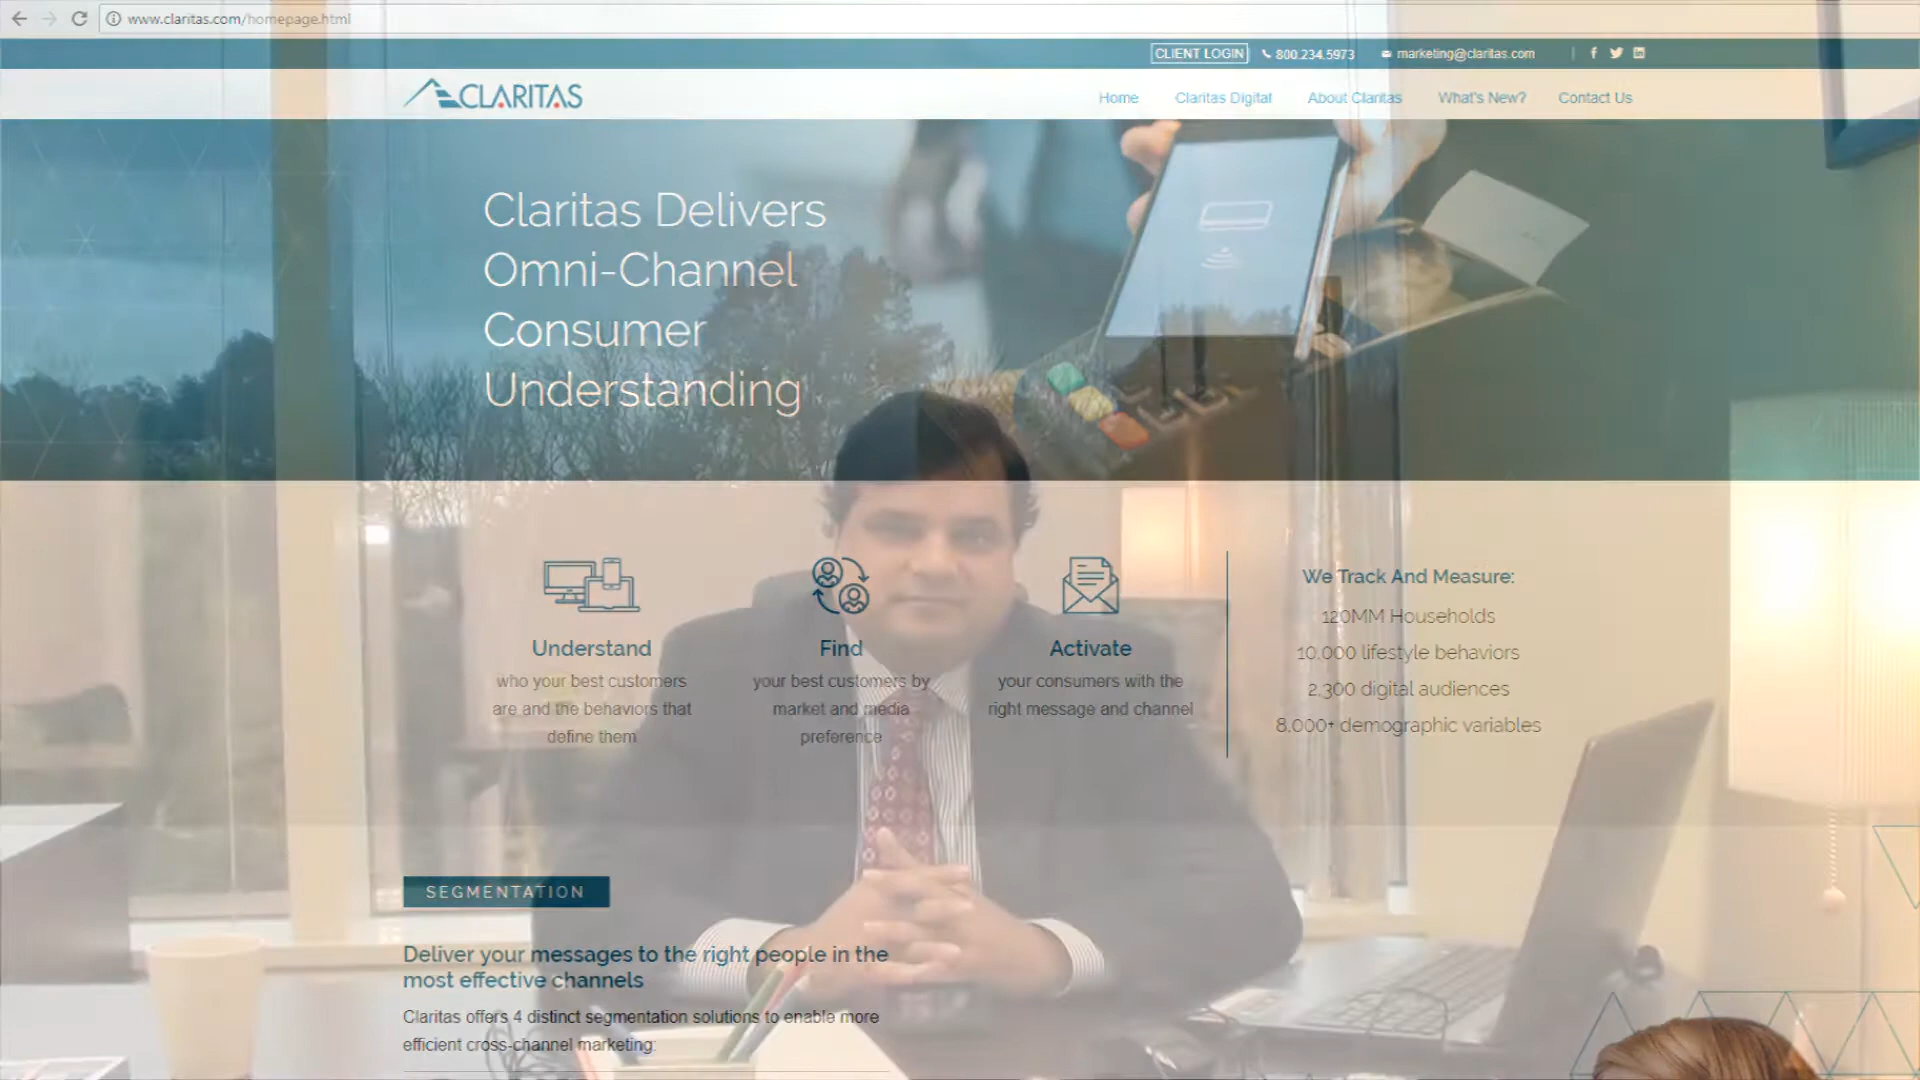 www.claritas.com/homepage.html
CLIENT LOGIN 800.234.5973 marketing@claritas.com
CLARITAS
Home Claritas Digital About Claritas What's New? Contact Us
Claritas Delivers
Omni-Channel
Consumer
Understanding
Understand
who your best customers
are and the behaviors that
define them
Find
your best customers by
market and media
preference
Activate
your consumers with the
right message and channel
We Track And Measure:
120MM Households
10,000 lifestyle behaviors
2,300 digital audiences
8,000+ demographic variables
SEGMENTATION
Deliver your messages to the right people in the
most effective channels
Claritas offers 4 distinct segmentation solutions to enable more
efficient cross-channel marketing: